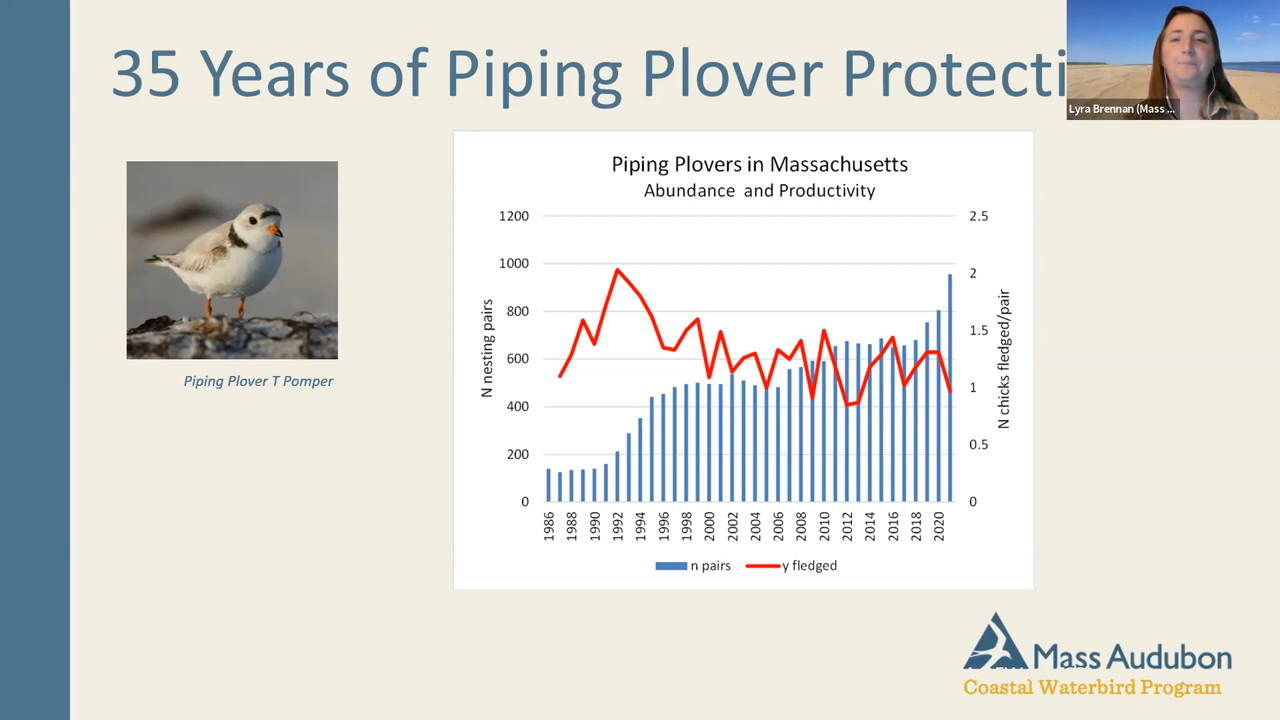 35 Years of Piping Plover Protecti
Lyra Brennan (Mass ...
Piping Plovers in Massachusetts
Abundance and Productivity
1200
1000
800
600
400
200
0
N nesting pairs
2.5
2
1.5
1
0.5
0
N chicks fledged/pair
1986
1988
1990
1992
1994
1996
1998
2000
2002
2004
2006
2008
2010
2012
2014
2016
2018
2020
n pairs
y fledged
Piping Plover T Pomper
Mass Audubon
Coastal Waterbird Program